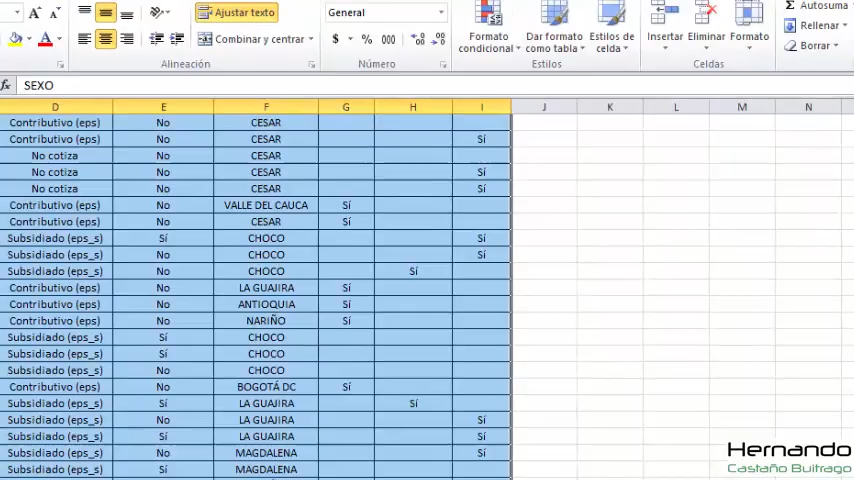 Ajustar texto
General
Autosuma
Rellenar
Borrar
Combinar y centrar
$ % 000
Formato condicional
Dar formato como tabla
Estilos de celda
Insertar
Eliminar
Formato
Alineación
Número
Estilos
Celdas
SEXO
D E F G H I J K L M N
Contributivo (eps) No CESAR
Contributivo (eps) No CESAR Sí
No cotiza No CESAR
No cotiza No CESAR Sí
No cotiza No CESAR Sí
Contributivo (eps) No VALLE DEL CAUCA Sí
Contributivo (eps) No CESAR Sí
Subsidiado (eps_s) Sí CHOCO Sí
Subsidiado (eps_s) No CHOCO Sí
Subsidiado (eps_s) No CHOCO Sí
Contributivo (eps) No LA GUAJIRA Sí
Contributivo (eps) No ANTIOQUIA Sí
Contributivo (eps) No NARIÑO Sí
Subsidiado (eps_s) Sí CHOCO
Subsidiado (eps_s) Sí CHOCO
Subsidiado (eps_s) No CHOCO
Contributivo (eps) No BOGOTÁ DC Sí
Subsidiado (eps_s) Sí LA GUAJIRA Sí
Subsidiado (eps_s) No LA GUAJIRA Sí
Subsidiado (eps_s) Sí LA GUAJIRA Sí
Subsidiado (eps_s) No MAGDALENA Sí
Subsidiado (eps_s) Sí MAGDALENA
Hernando
Castaño Buitrago